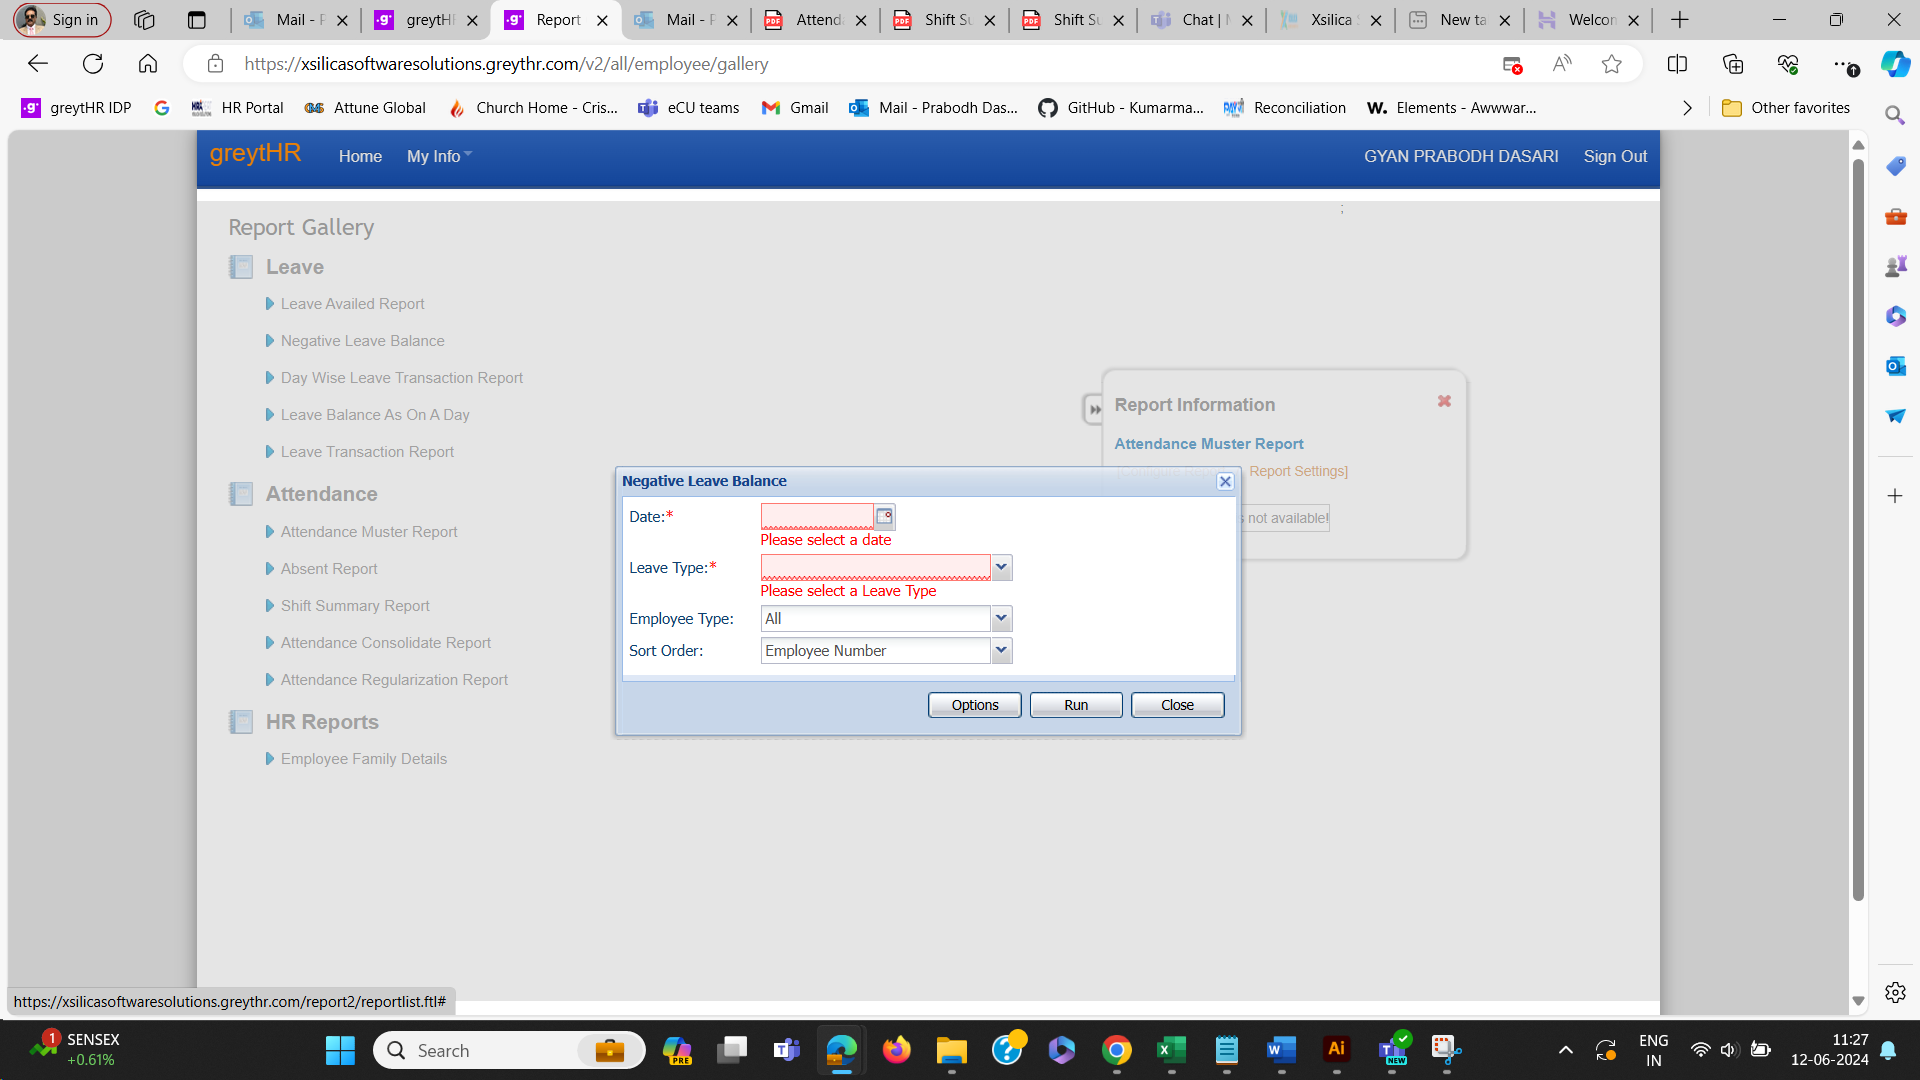 Sign in
Mail - P
greytHI
Report
Mail - P
Attend
Shift Su
Shift Su
Chat | M
Xsilica
New ta
Welcon
https://xsilicasoftwaresolutions.greythr.com/v2/all/employee/gallery
greytHR IDP
HR Portal
Attune Global
Church Home - Cris...
eCU teams
Gmail
Mail - Prabodh Das...
GitHub - Kumarma...
Reconciliation
W. Elements - Awwwar...
Other favorites
greytHR
Home
My Info
GYAN PRABODH DASARI
Sign Out
;
Report Gallery
Leave
Leave Availed Report
Negative Leave Balance
Day Wise Leave Transaction Report
Leave Balance As On A Day
Leave Transaction Report
Attendance
Attendance Muster Report
Absent Report
Shift Summary Report
Attendance Consolidate Report
Attendance Regularization Report
HR Reports
Employee Family Details
Report Information
Attendance Muster Report
Report Settings]
s not available!
Negative Leave Balance
Date:*
Please select a date
Leave Type:*
Please select a Leave Type
Employee Type: All
Sort Order: Employee Number
Options
Run
Close
https://xsilicasoftwaresolutions.greythr.com/report2/reportlist.ftl#
1
SENSEX
+0.61%
Search
PRE
NEW
ENG
IN
11:27
12-06-2024